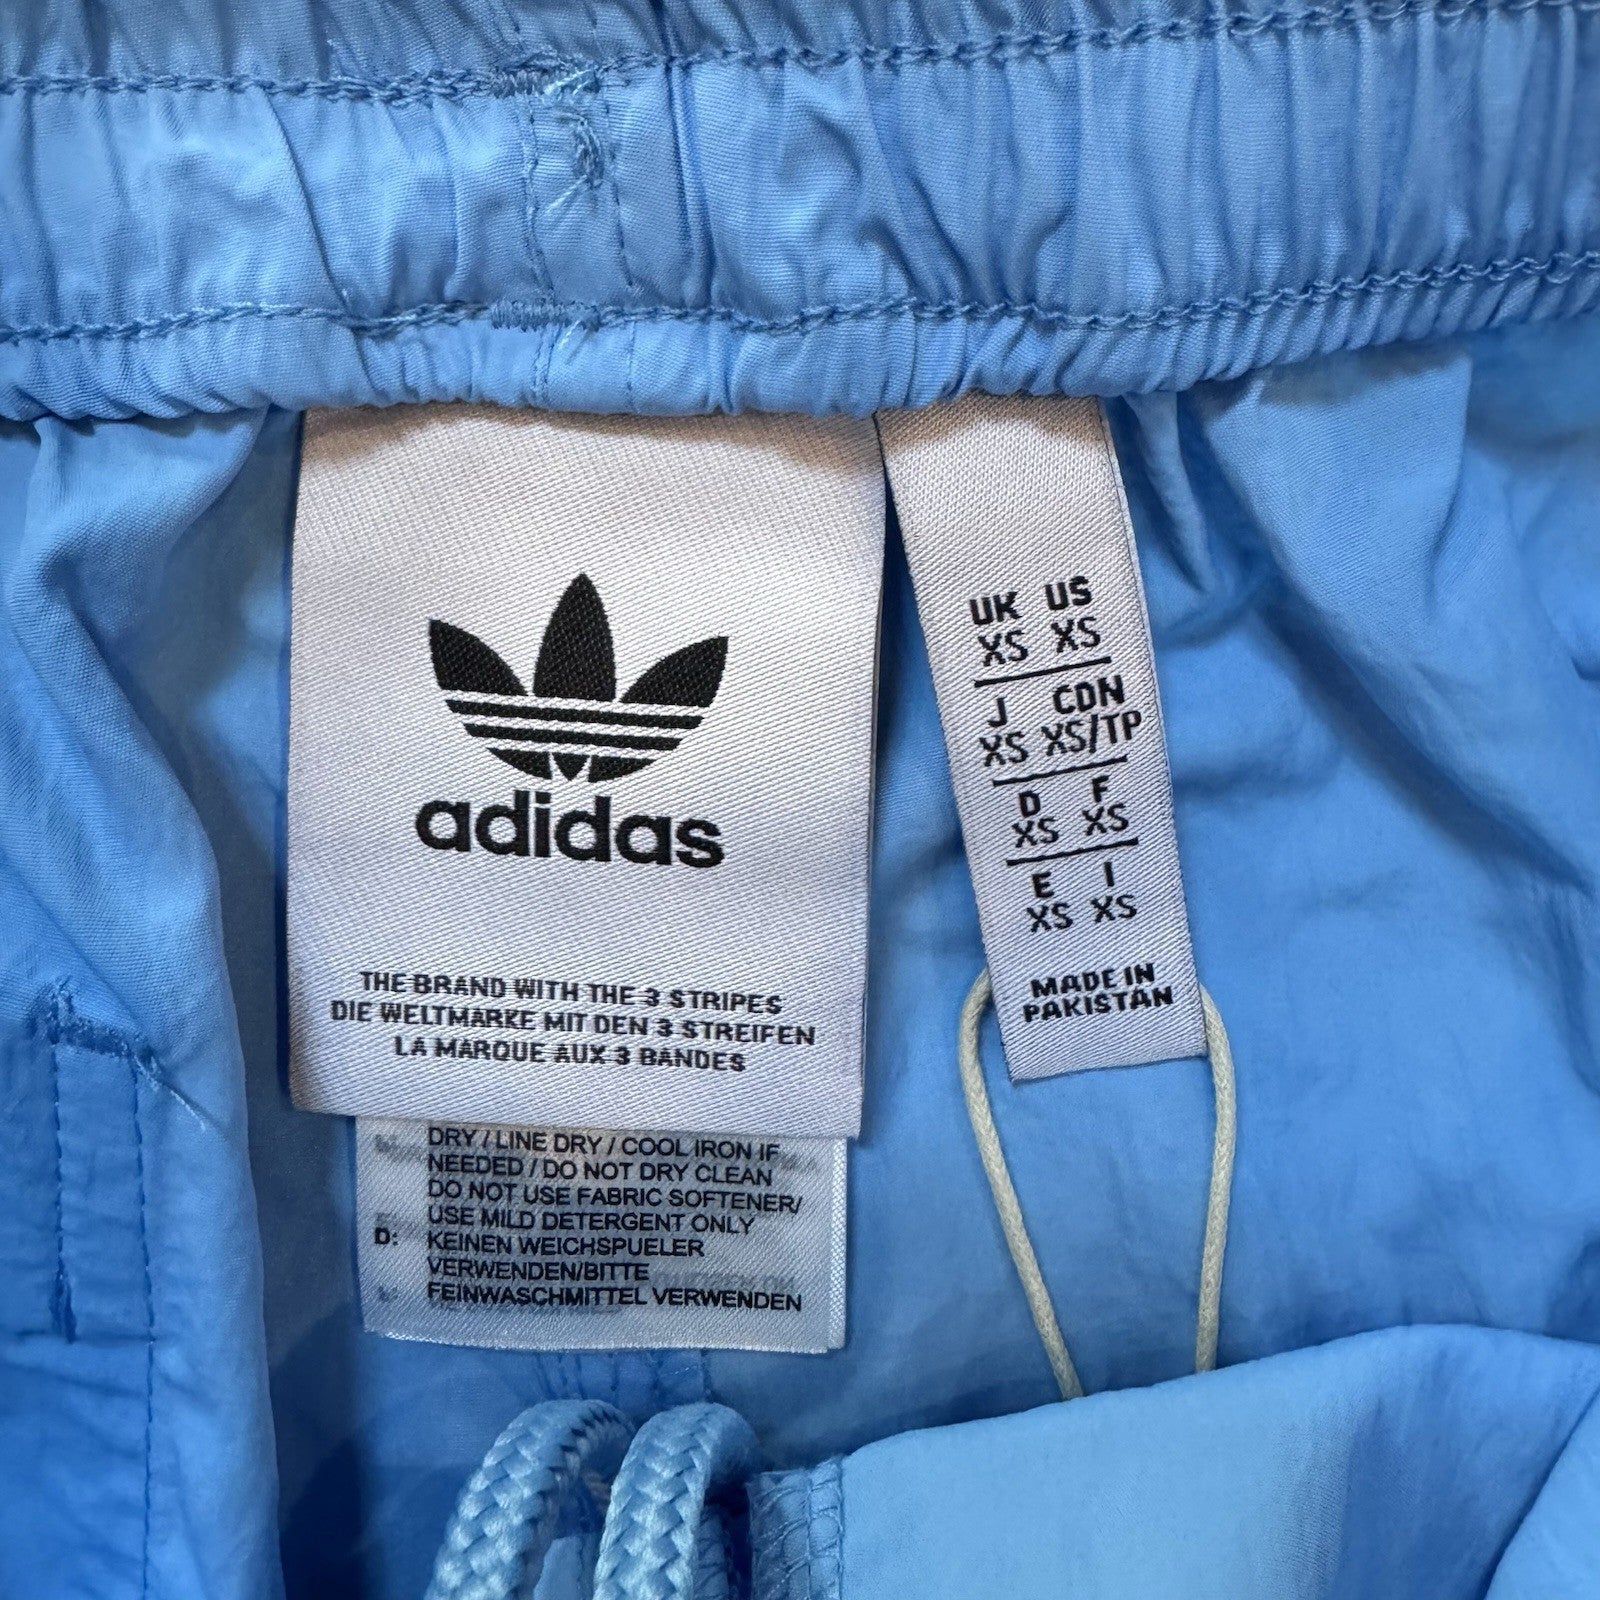 adidas
THE BRAND WITH THE 3 STRIPES
DIE WELTMARKE MIT DEN 3 STREIFEN
LA MARQUE AUX 3 BANDES
DRY / LINE DRY / COOL IRON IF
NEEDED / DO NOT DRY CLEAN
DO NOT USE FABRIC SOFTENER/
USE MILD DETERGENT ONLY
D: KEINEN WEICHSPUELER
VERWENDEN/BITTE
FEINWASCHMITTEL VERWENDEN
UK US
XS XS
J CDN
XS XS/TP
D F
XS XS
E I
XS XS
MADE IN
PAKISTAN